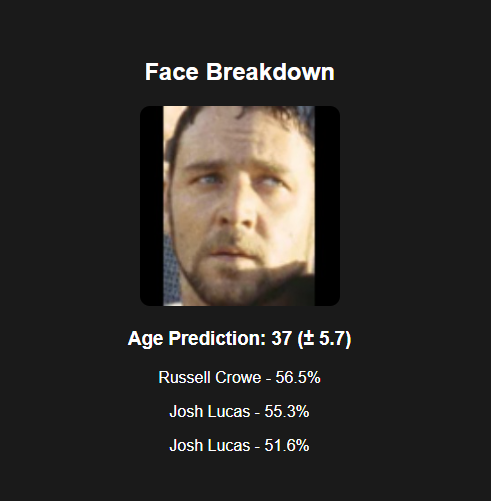 Face Breakdown
Age Prediction: 37 (± 5.7)
Russell Crowe - 56.5%
Josh Lucas - 55.3%
Josh Lucas - 51.6%